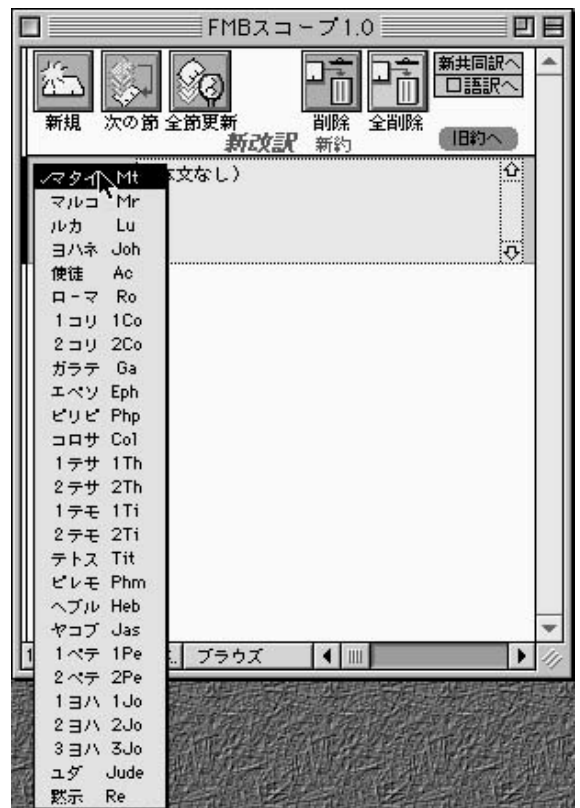 FMBスコープ1.0
新規
次の節
全節更新
削除
全削除
新共同訳へ
口語訳へ
新改訳 新約
旧約へ
✓マタイ Mt
文なし)
マルコ Mr
ルカ Lu
ヨハネ Joh
使徒 Ac
ローマ Ro
1コリ 1Co
2コリ 2Co
ガラテ Ga
エペソ Eph
ピリピ Php
コロサ Col
1テサ 1Th
2テサ 2Th
1テモ 1Ti
2テモ 2Ti
テトス Tit
ピレモ Phm
ヘブル Heb
ヤコブ Jas
1ペテ 1Pe
2ペテ 2Pe
1ヨハ 1Jo
2ヨハ 2Jo
3ヨハ 3Jo
ユダ Jude
黙示 Re
ブラウズ